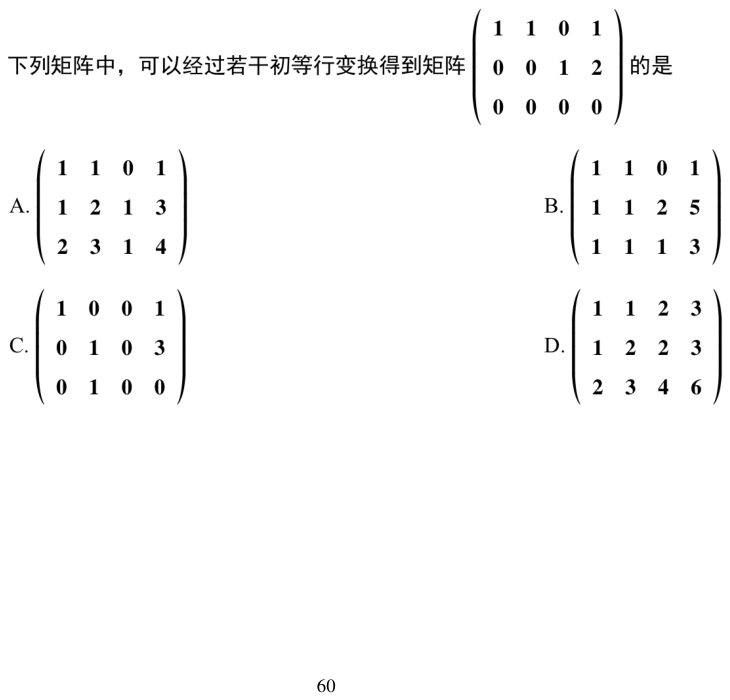 下列矩阵中，可以经过若干初等行变换得到矩阵
1 1 0 1
0 0 1 2
0 0 0 0
的是
A.
1 1 0 1
1 2 1 3
2 3 1 4
B.
1 1 0 1
1 1 2 5
1 1 1 3
C.
1 0 0 1
0 1 0 3
0 1 0 0
D.
1 1 2 3
1 2 2 3
2 3 4 6
60